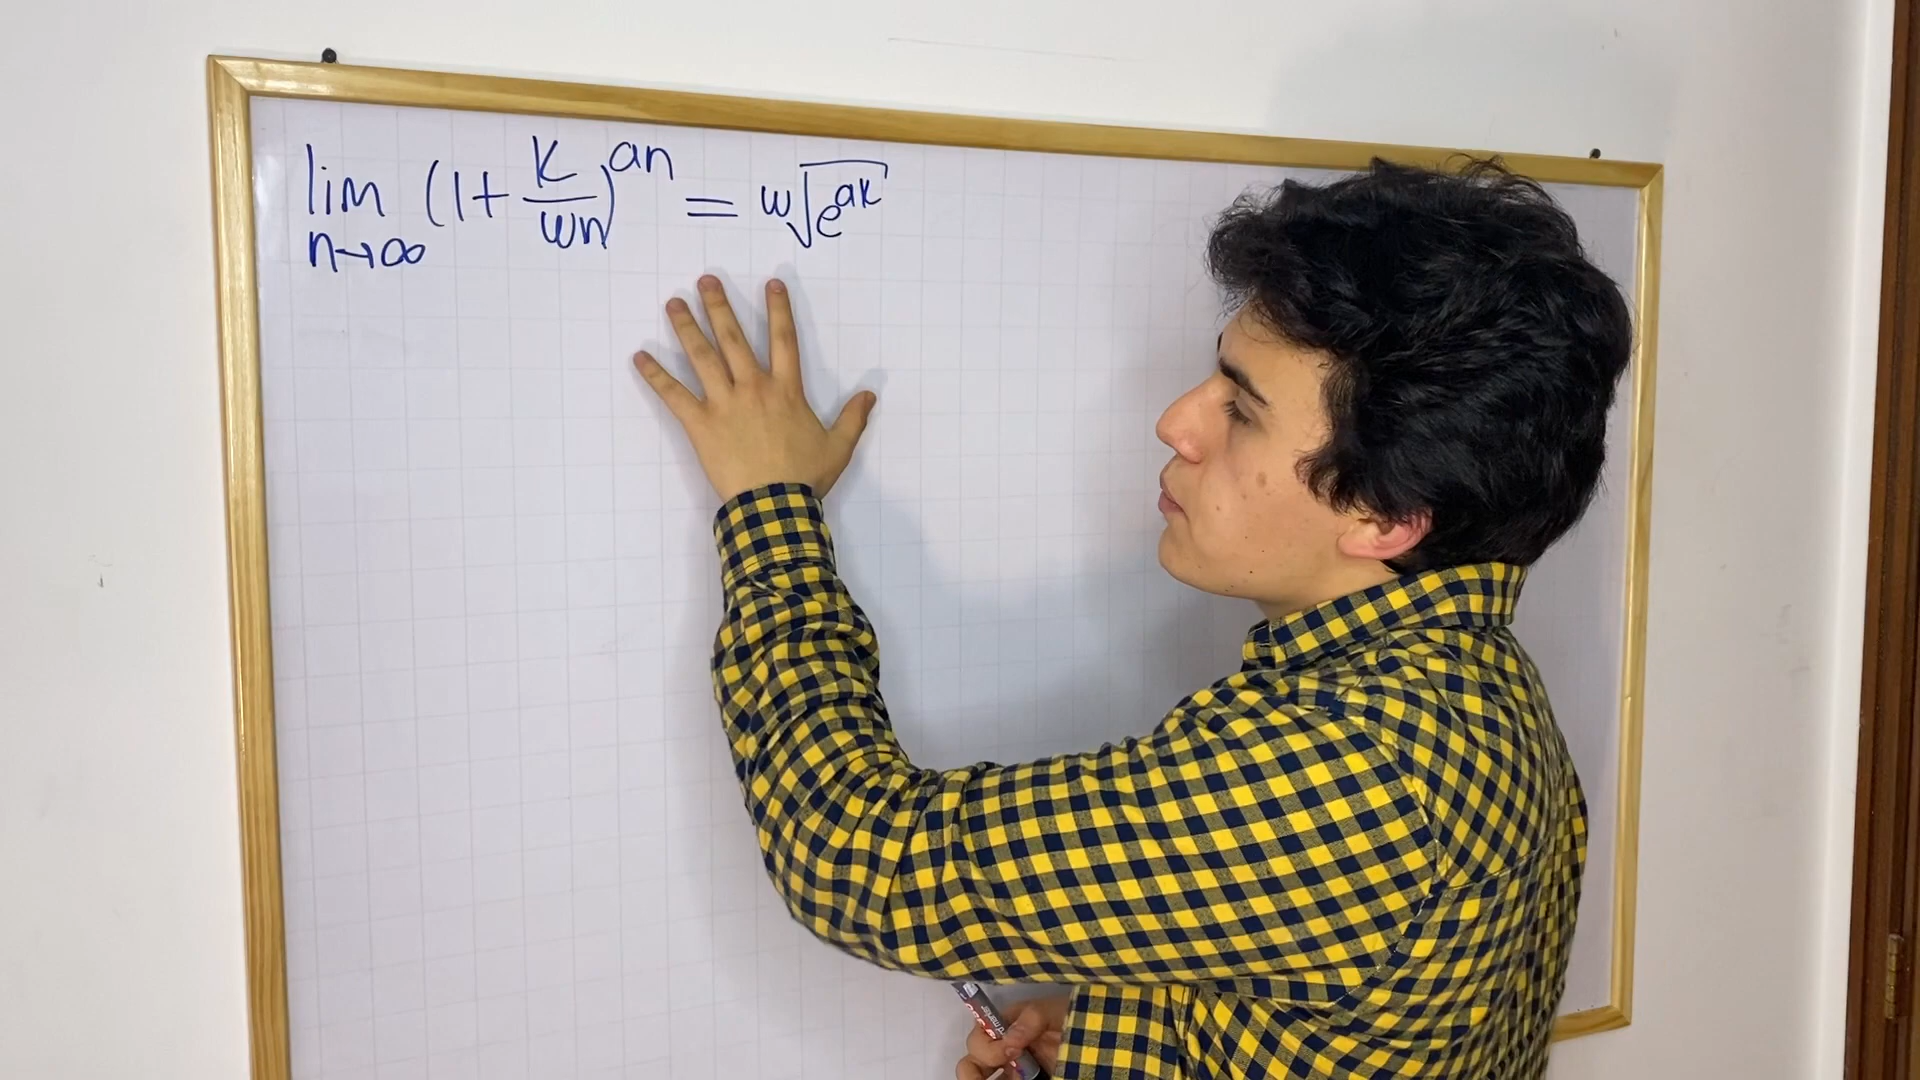 lim (1+ K/wn)^an = w√e^ak
n→∞